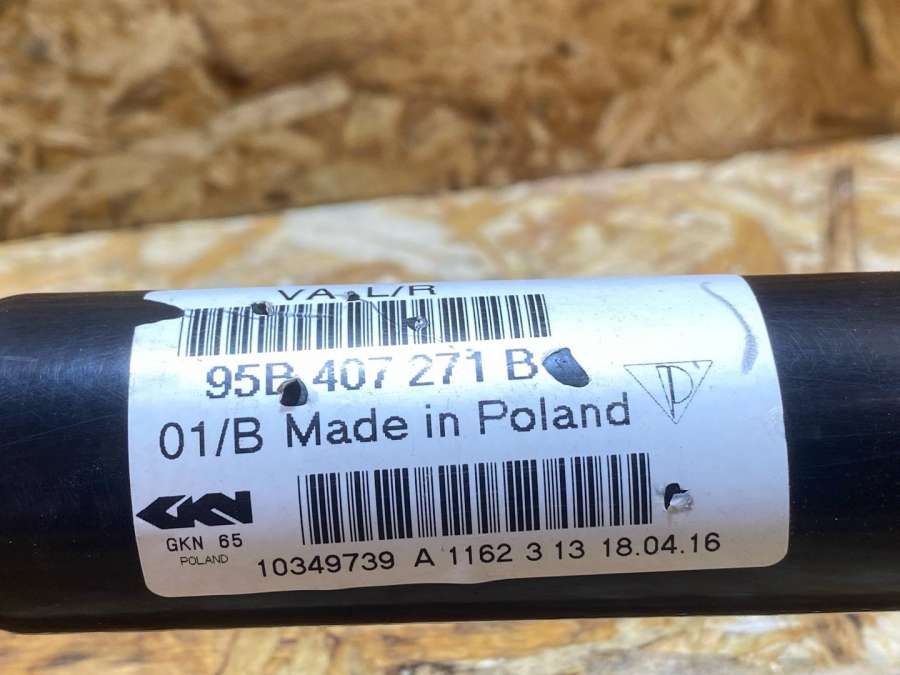 VA L/R
95B 407 271 B
01/B Made in Poland
GKN
GKN 65
POLAND
10349739 A 1162 3 13 18.04.16